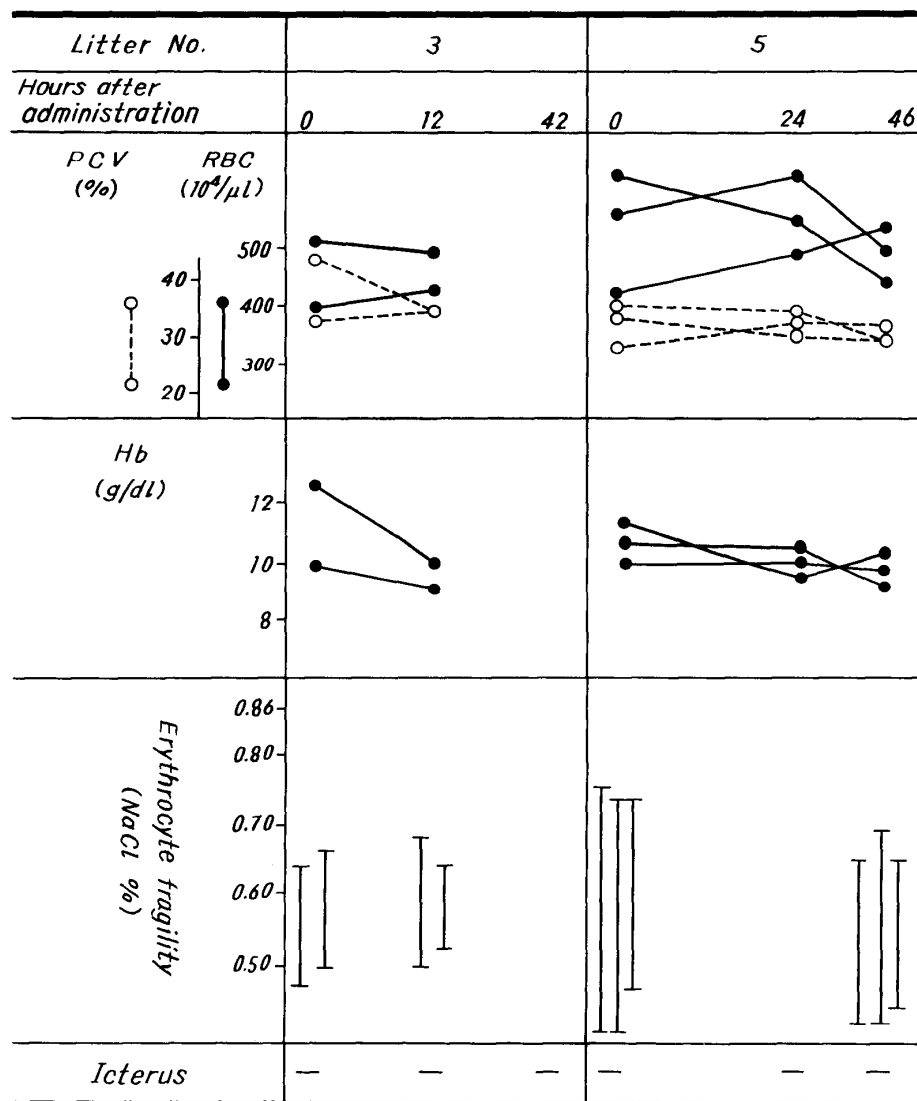 Litter No. 3 5
Hours after
administration 0 12 42 0 24 46
PCV RBC
(%) (10⁴/μl)
500
40
400
30
300
20
Hb
(g/dl)
12
10
8
0.86
0.80
0.70
0.60
0.50
Erythrocyte fragility
(NaCl %)
Icterus — — — — — —